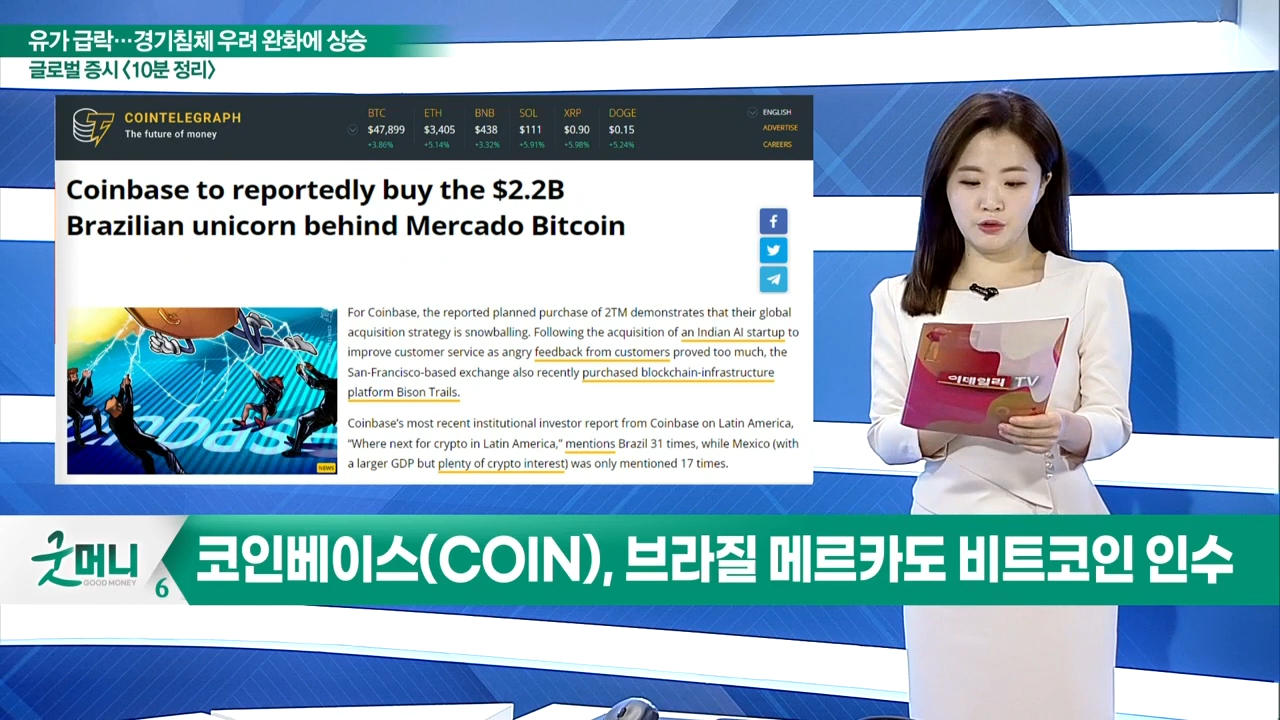 유가 급락…경기침체 우려 완화에 상승
글로벌 증시 <10분 정리>
COINTELEGRAPH
The future of money
BTC ETH BNB SOL XRP DOGE
$47,899 $3,405 $438 $111 $0.90 $0.15
+3.86% +5.14% +3.32% +5.91% +5.98% +5.24%
ENGLISH
ADVERTISE
CAREERS
Coinbase to reportedly buy the $2.2B
Brazilian unicorn behind Mercado Bitcoin
For Coinbase, the reported planned purchase of 2TM demonstrates that their global
acquisition strategy is snowballing. Following the acquisition of an Indian AI startup to
improve customer service as angry feedback from customers proved too much, the
San-Francisco-based exchange also recently purchased blockchain-infrastructure
platform Bison Trails.
Coinbase's most recent institutional investor report from Coinbase on Latin America,
"Where next for crypto in Latin America," mentions Brazil 31 times, while Mexico (with
a larger GDP but plenty of crypto interest) was only mentioned 17 times.
coinbase
NEWS
이데일리 TV
굿머니
GOOD MONEY
6
코인베이스(COIN), 브라질 메르카도 비트코인 인수